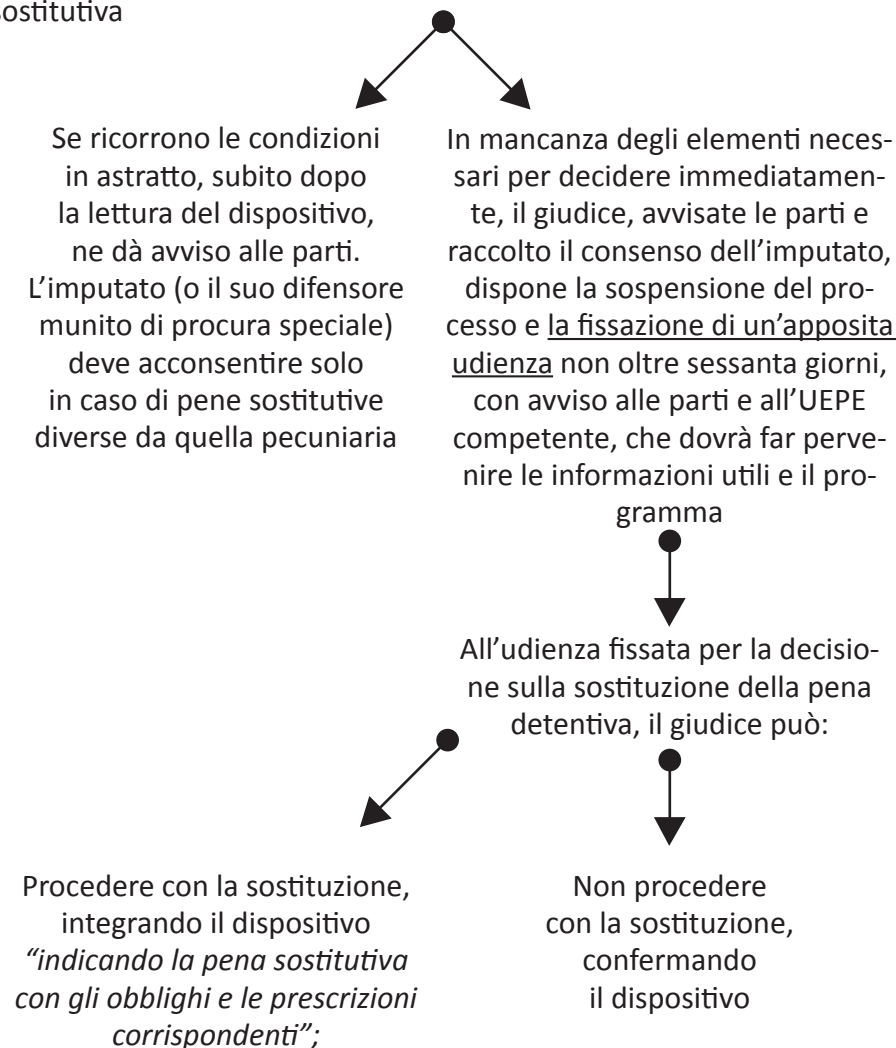 sostitutiva
Se ricorrono le condizioni
in astratto, subito dopo
la lettura del dispositivo,
ne dà avviso alle parti.
L’imputato (o il suo difensore
munito di procura speciale)
deve acconsentire solo
in caso di pene sostitutive
diverse da quella pecuniaria
In mancanza degli elementi neces-
sari per decidere immediatamen-
te, il giudice, avvisate le parti e
raccolto il consenso dell’imputato,
dispone la sospensione del pro-
cesso e la fissazione di un’apposita
udienza non oltre sessanta giorni,
con avviso alle parti e all’UEPE
competente, che dovrà far perve-
nire le informazioni utili e il pro-
gramma
All’udienza fissata per la decisio-
ne sulla sostituzione della pena
detentiva, il giudice può:
Procedere con la sostituzione,
integrando il dispositivo
“indicando la pena sostitutiva
con gli obblighi e le prescrizioni
corrispondenti”;
Non procedere
con la sostituzione,
confermando
il dispositivo